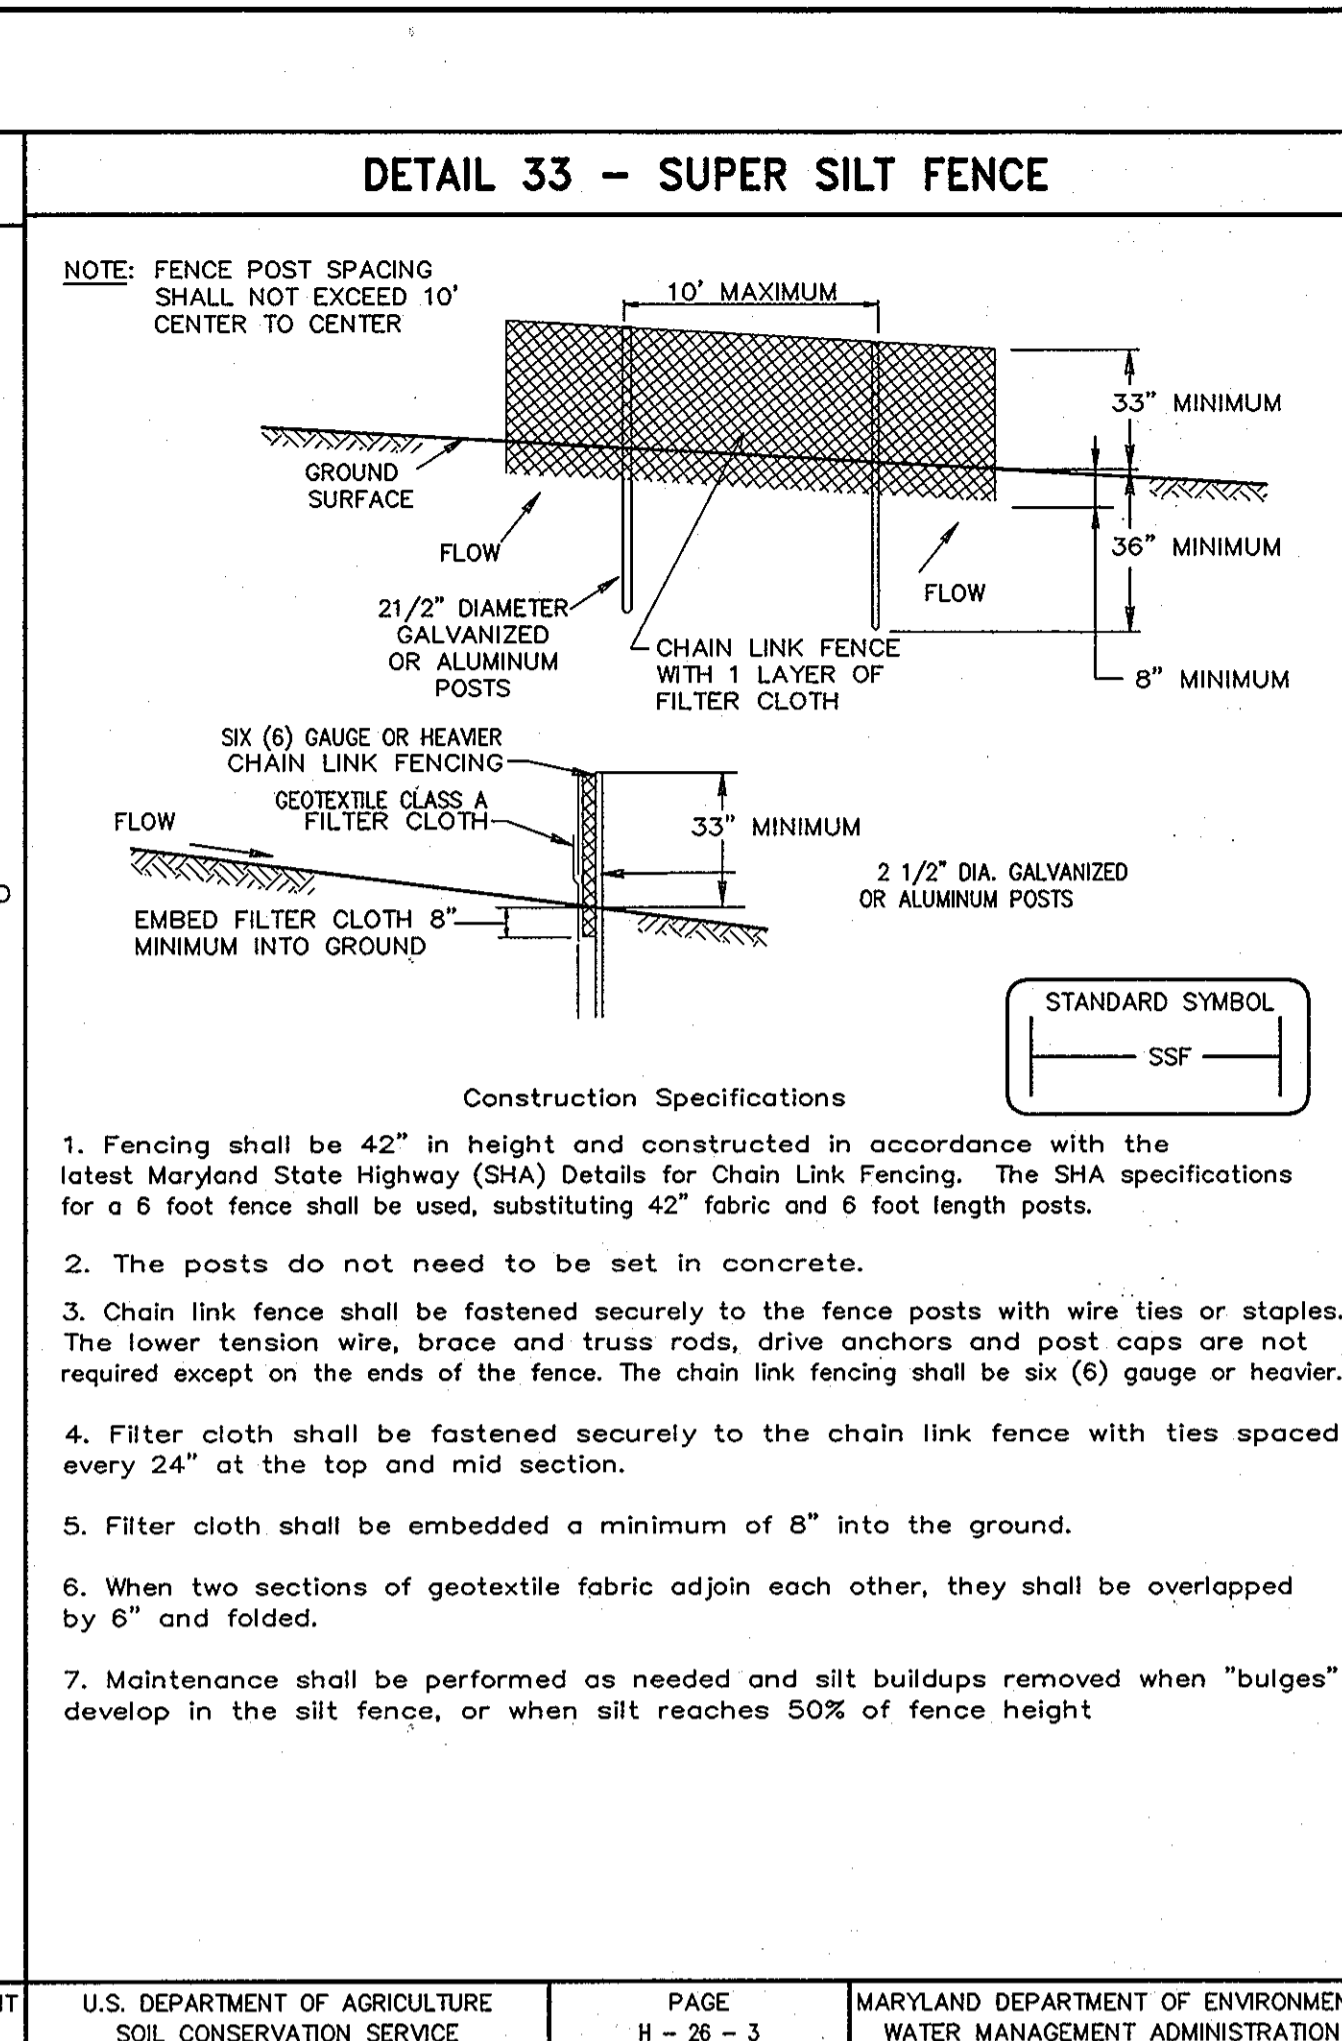 DETAIL 33 – SUPER SILT FENCE
NOTE: FENCE POST SPACING
SHALL NOT EXCEED 10'
CENTER TO CENTER
10' MAXIMUM
33" MINIMUM
GROUND
SURFACE
FLOW
36" MINIMUM
FLOW
21/2" DIAMETER
GALVANIZED
OR ALUMINUM
POSTS
CHAIN LINK FENCE
WITH 1 LAYER OF
FILTER CLOTH
8" MINIMUM
SIX (6) GAUGE OR HEAVIER
CHAIN LINK FENCING
GEOTEXTILE CLASS A
FILTER CLOTH
FLOW
33" MINIMUM
2 1/2" DIA. GALVANIZED
OR ALUMINUM POSTS
EMBED FILTER CLOTH 8"
MINIMUM INTO GROUND
STANDARD SYMBOL
SSF
Construction Specifications
1. Fencing shall be 42" in height and constructed in accordance with the
latest Maryland State Highway (SHA) Details for Chain Link Fencing. The SHA specifications
for a 6 foot fence shall be used, substituting 42" fabric and 6 foot length posts.
2. The posts do not need to be set in concrete.
3. Chain link fence shall be fastened securely to the fence posts with wire ties or staples.
The lower tension wire, brace and truss rods, drive anchors and post caps are not
required except on the ends of the fence. The chain link fencing shall be six (6) gauge or heavier.
4. Filter cloth shall be fastened securely to the chain link fence with ties spaced
every 24" at the top and mid section.
5. Filter cloth shall be embedded a minimum of 8" into the ground.
6. When two sections of geotextile fabric adjoin each other, they shall be overlapped
by 6" and folded.
7. Maintenance shall be performed as needed and silt buildups removed when "bulges"
develop in the silt fence, or when silt reaches 50% of fence height
U.S. DEPARTMENT OF AGRICULTURE
SOIL CONSERVATION SERVICE
PAGE
H – 26 – 3
MARYLAND DEPARTMENT OF ENVIRONMEN
WATER MANAGEMENT ADMINISTRATION